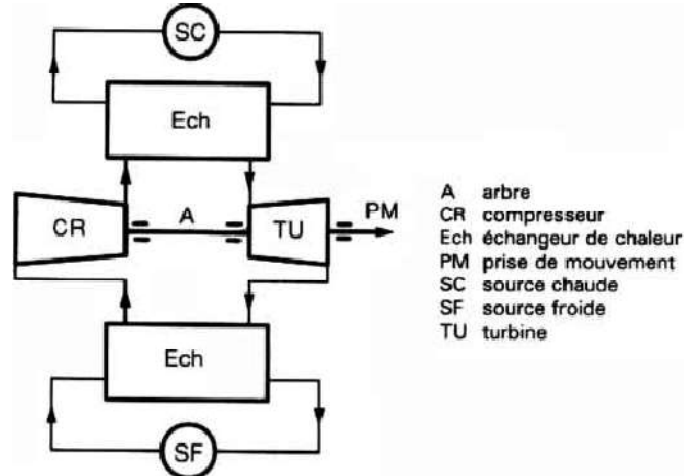 SC
Ech
CR
A
TU
PM
Ech
SF
A arbre
CR compresseur
Ech échangeur de chaleur
PM prise de mouvement
SC source chaude
SF source froide
TU turbine